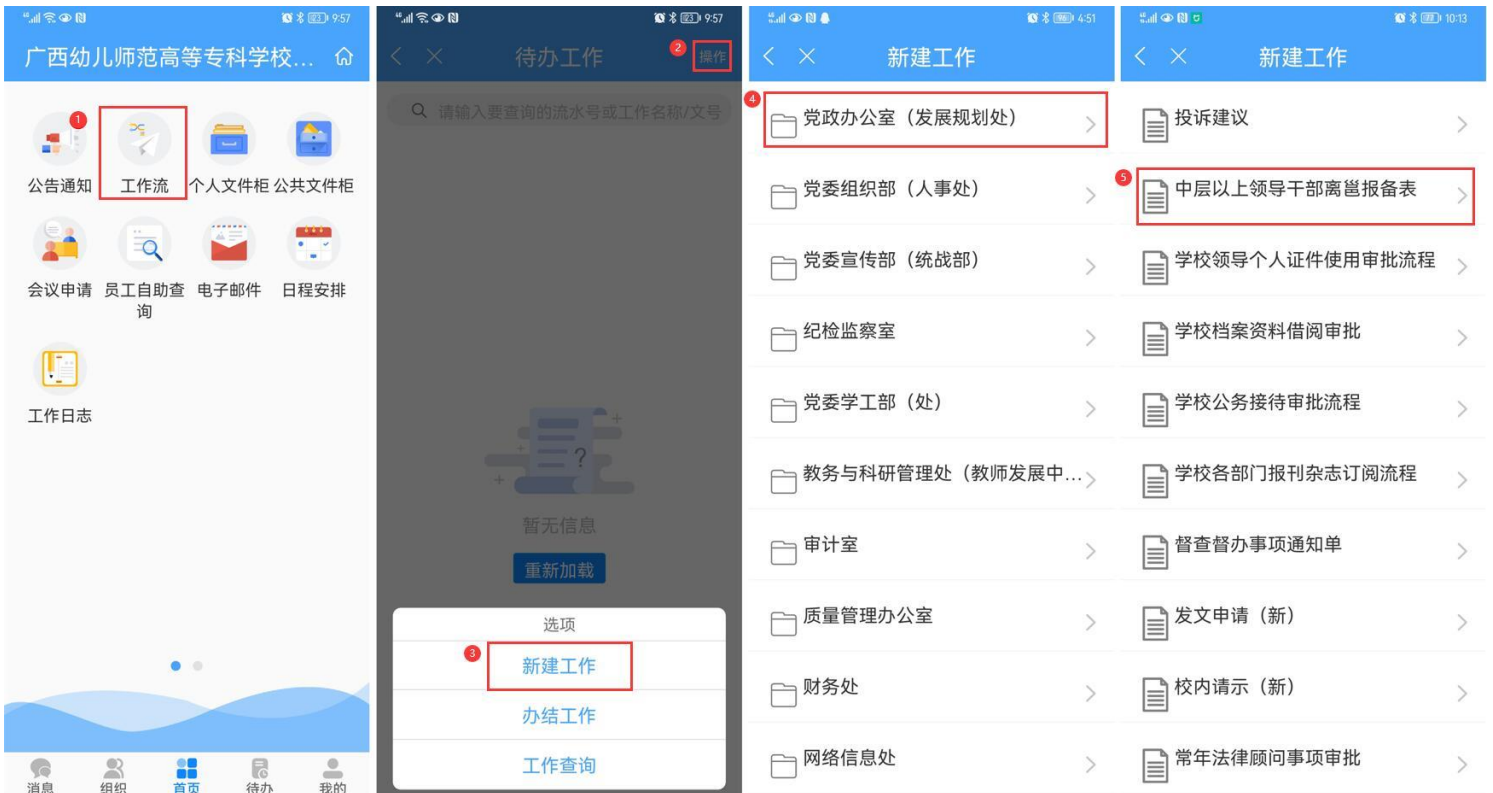 9:57
广西幼儿师范高等专科学校...
1
公告通知
工作流
个人文件柜
公共文件柜
会议申请
员工自助查
询
电子邮件
日程安排
工作日志
消息
组织
首页
待办
我的
9:57
待办工作
2
操作
请输入要查询的流水号或工作名称/文号
暂无信息
重新加载
选项
3
新建工作
办结工作
工作查询
4:51
新建工作
4
党政办公室（发展规划处）
党委组织部（人事处）
党委宣传部（统战部）
纪检监察室
党委学工部（处）
教务与科研管理处（教师发展中...
审计室
质量管理办公室
财务处
网络信息处
10:13
新建工作
投诉建议
5
中层以上领导干部离邕报备表
学校领导个人证件使用审批流程
学校档案资料借阅审批
学校公务接待审批流程
学校各部门报刊杂志订阅流程
督查督办事项通知单
发文申请（新）
校内请示（新）
常年法律顾问事项审批